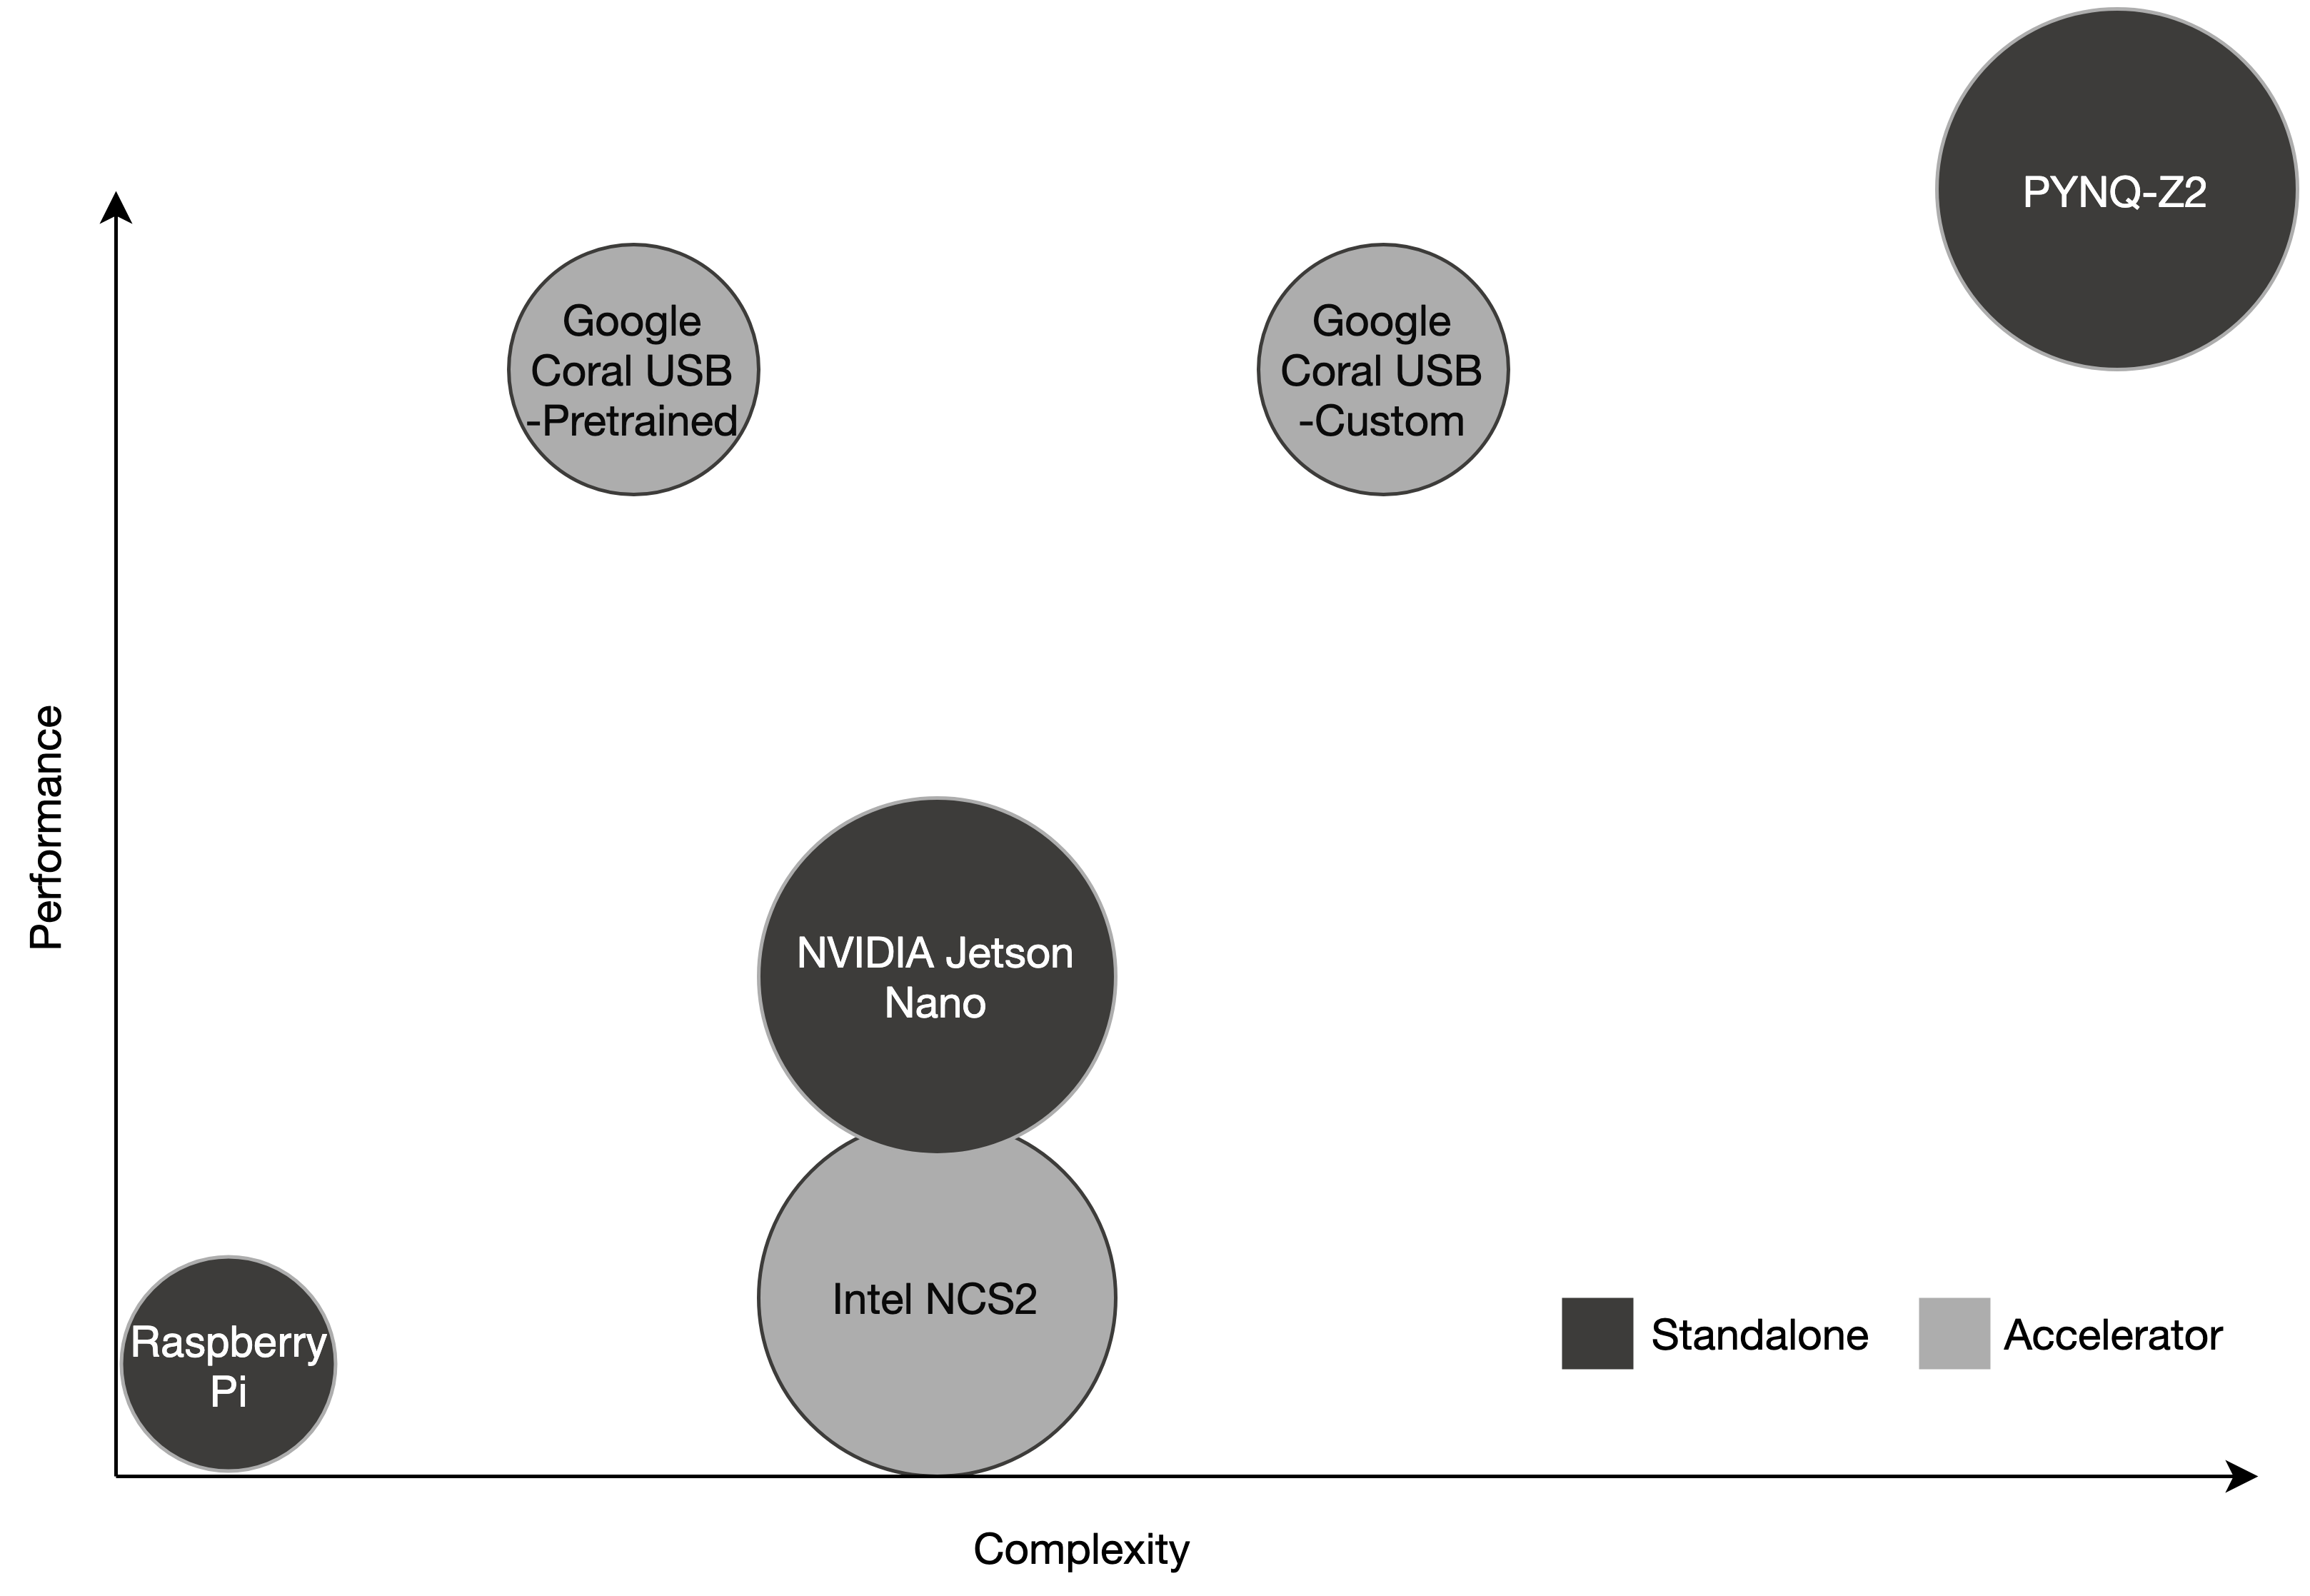 PYNQ-Z2
Google
Coral USB
-Pretrained
Google
Coral USB
-Custom
Performance
NVIDIA Jetson
Nano
Intel NCS2
Raspberry
Pi
Standalone
Accelerator
Complexity